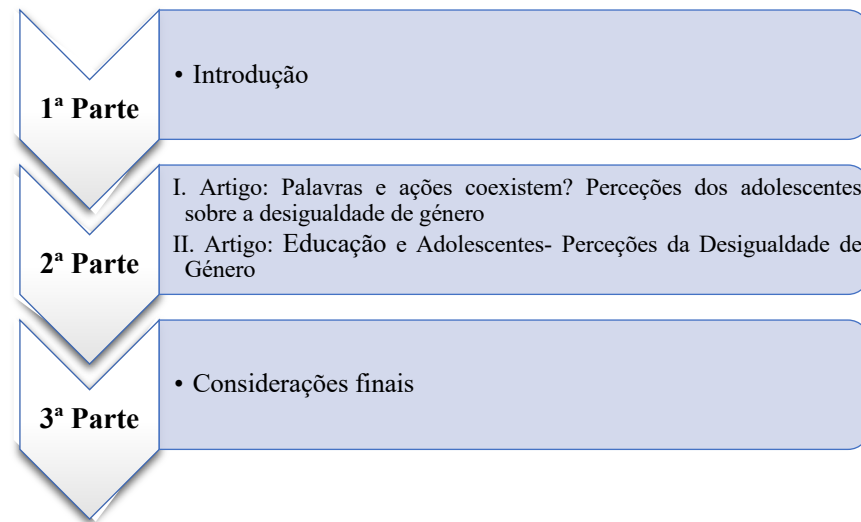 1ª Parte
• Introdução
2ª Parte
I. Artigo: Palavras e ações coexistem? Perceções dos adolescentes
sobre a desigualdade de género
II. Artigo: Educação e Adolescentes- Perceções da Desigualdade de
Género
3ª Parte
• Considerações finais